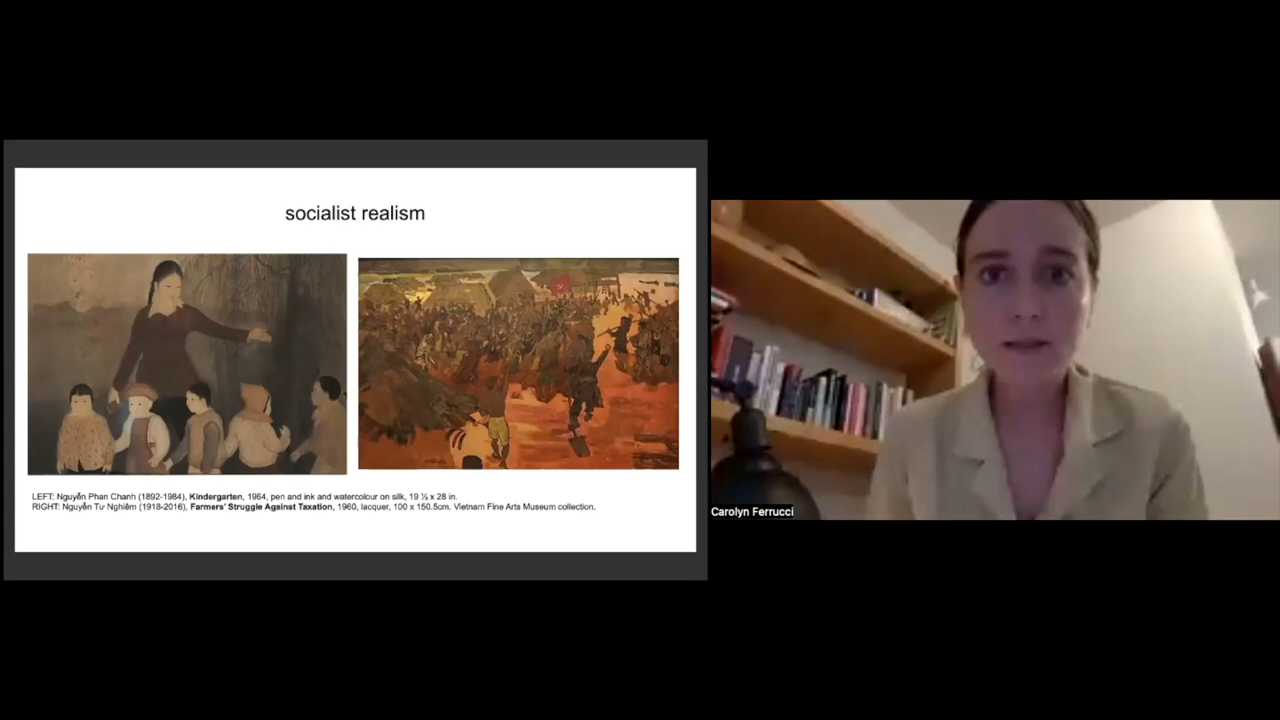 socialist realism
LEFT: Nguyễn Phan Chanh (1892-1984), Kindergarten, 1964, pen and ink and watercolour on silk, 19 ½ x 28 in.
RIGHT: Nguyễn Tư Nghiêm (1918-2016), Farmers' Struggle Against Taxation, 1960, lacquer, 100 x 150.5cm. Vietnam Fine Arts Museum collection.
Carolyn Ferrucci